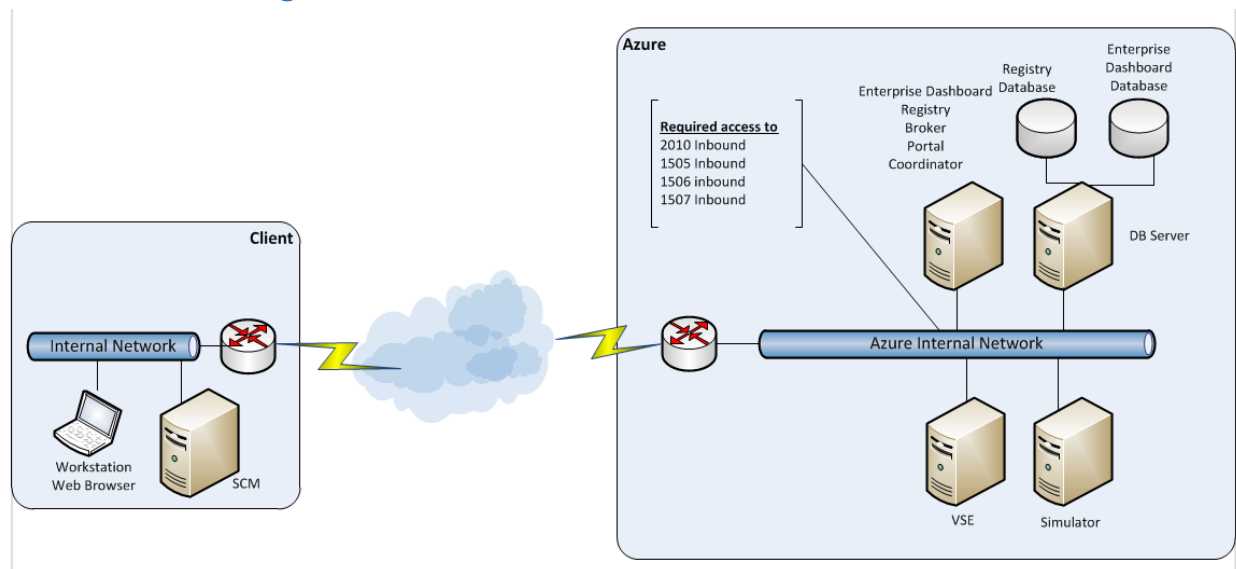 Azure
Enterprise
Dashboard
Database
Registry
Database
Enterprise Dashboard
Registry
Broker
Portal
Coordinator
Required access to
2010 Inbound
1505 Inbound
1506 inbound
1507 Inbound
DB Server
Client
Internal Network
Azure Internal Network
Workstation
Web Browser
SCM
VSE
Simulator